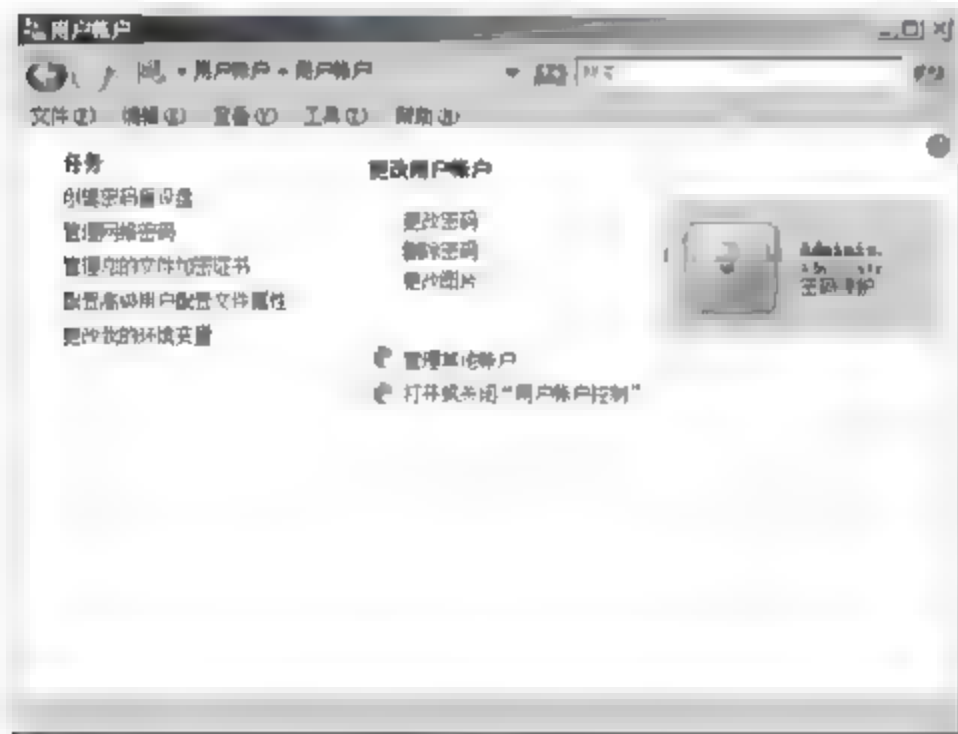 用户帐户
用户帐户 用户帐户
文件(F) 编辑(E) 查看(V) 工具(T) 帮助(H)
任务
创建密码重设盘
管理网络密码
管理您的文件加密证书
配置高级用户配置文件属性
更改我的环境变量
更改用户帐户
更改密码
删除密码
更改图片
管理其他帐户
打开或关闭“用户帐户控制”
Adminis.
密码保护